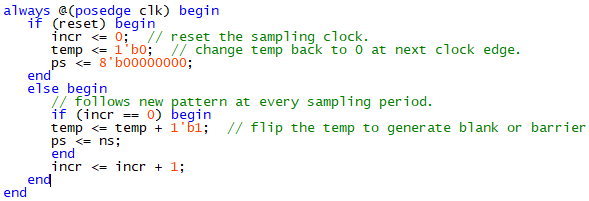 always @(posedge clk) begin
if (reset) begin
incr <= 0; // reset the sampling clock.
temp <= 1'b0; // change temp back to 0 at next clock edge.
ps <= 8'b00000000;
end
else begin
// follows new pattern at every sampling period.
if (incr == 0) begin
temp <= temp + 1'b1; // flip the temp to generate blank or barrier
ps <= ns;
end
incr <= incr + 1;
end
end